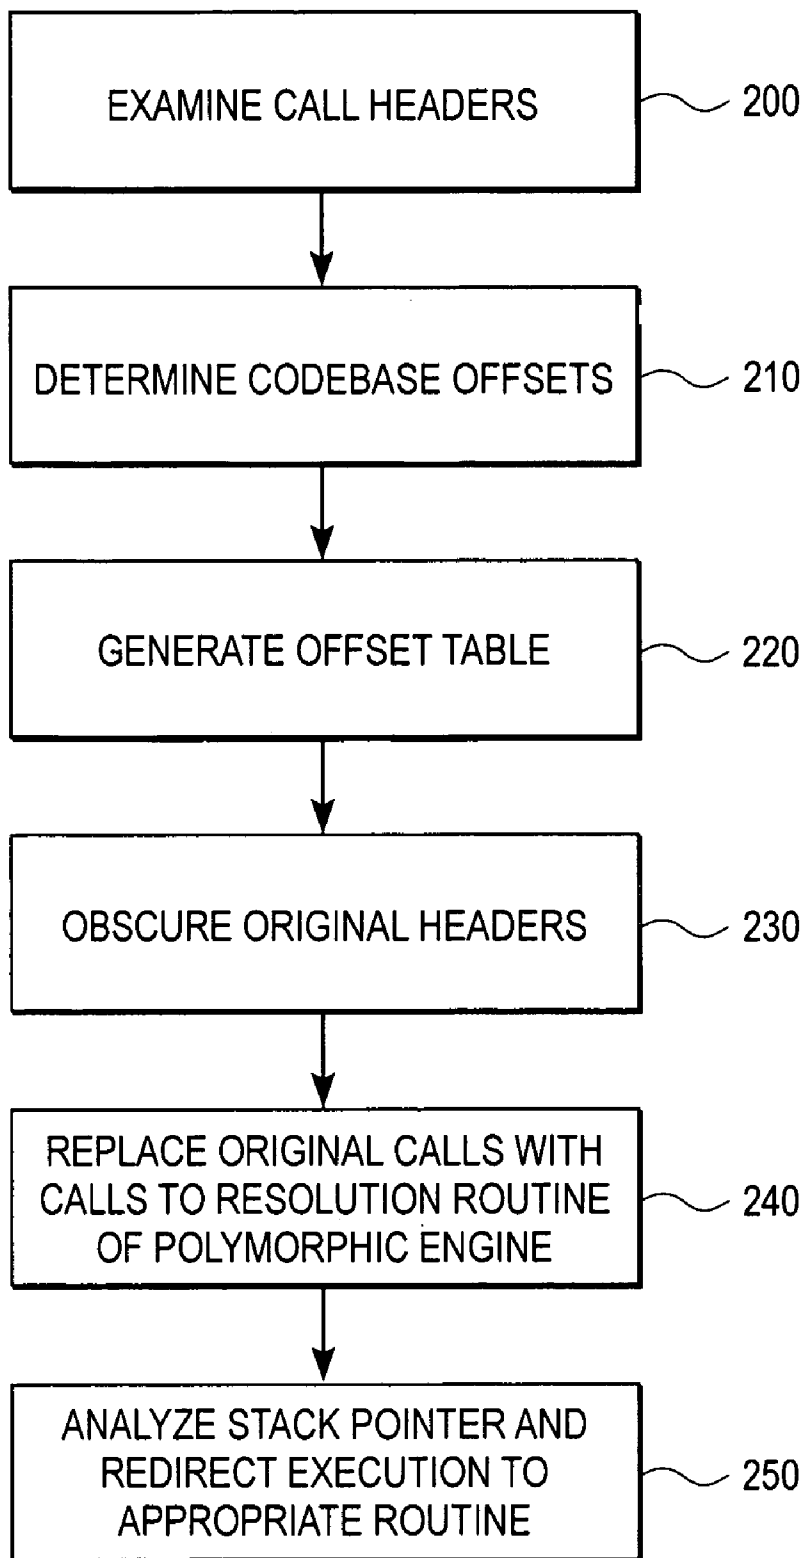 EXAMINE CALL HEADERS
200
DETERMINE CODEBASE OFFSETS
210
GENERATE OFFSET TABLE
220
OBSCURE ORIGINAL HEADERS
230
REPLACE ORIGINAL CALLS WITH
CALLS TO RESOLUTION ROUTINE
OF POLYMORPHIC ENGINE
240
ANALYZE STACK POINTER AND
REDIRECT EXECUTION TO
APPROPRIATE ROUTINE
250